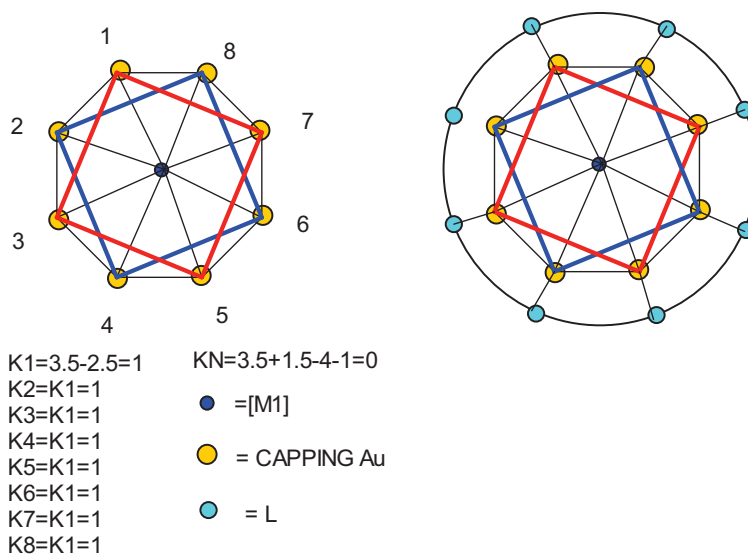 1
8
2
7
3
6
4
5
K1=3.5-2.5=1
K2=K1=1
K3=K1=1
K4=K1=1
K5=K1=1
K6=K1=1
K7=K1=1
K8=K1=1
KN=3.5+1.5-4-1=0
=[M1]
= CAPPING Au
= L